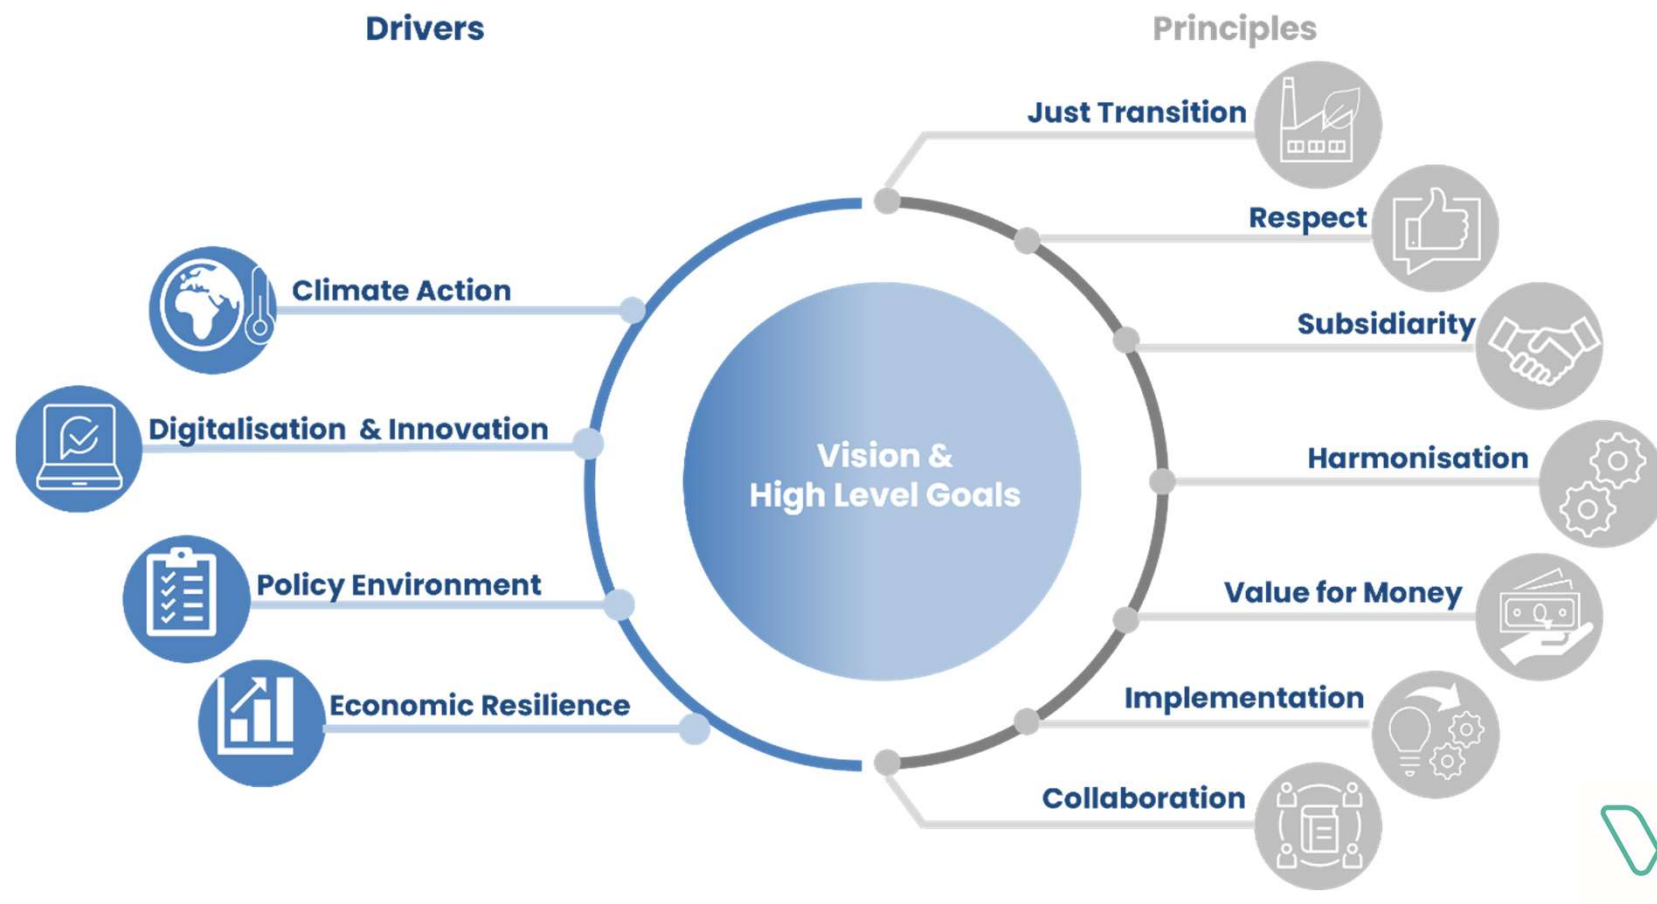 Drivers
Principles
Just Transition
Respect
Subsidiarity
Harmonisation
Value for Money
Implementation
Collaboration
Climate Action
Digitalisation & Innovation
Policy Environment
Economic Resilience
Vision &
High Level Goals